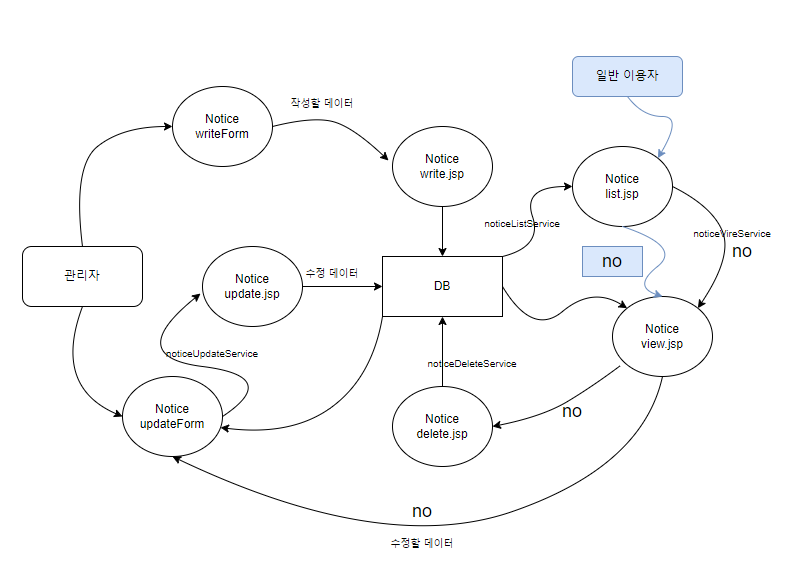 일반 이용자
작성할 데이터
Notice
writeForm
Notice
write.jsp
Notice
list.jsp
noticeListService
noticeVireService
no
no
관리자
Notice
update.jsp
수정 데이터
DB
Notice
view.jsp
noticeUpdateService
noticeDeleteService
Notice
updateForm
Notice
delete.jsp
no
no
수정할 데이터